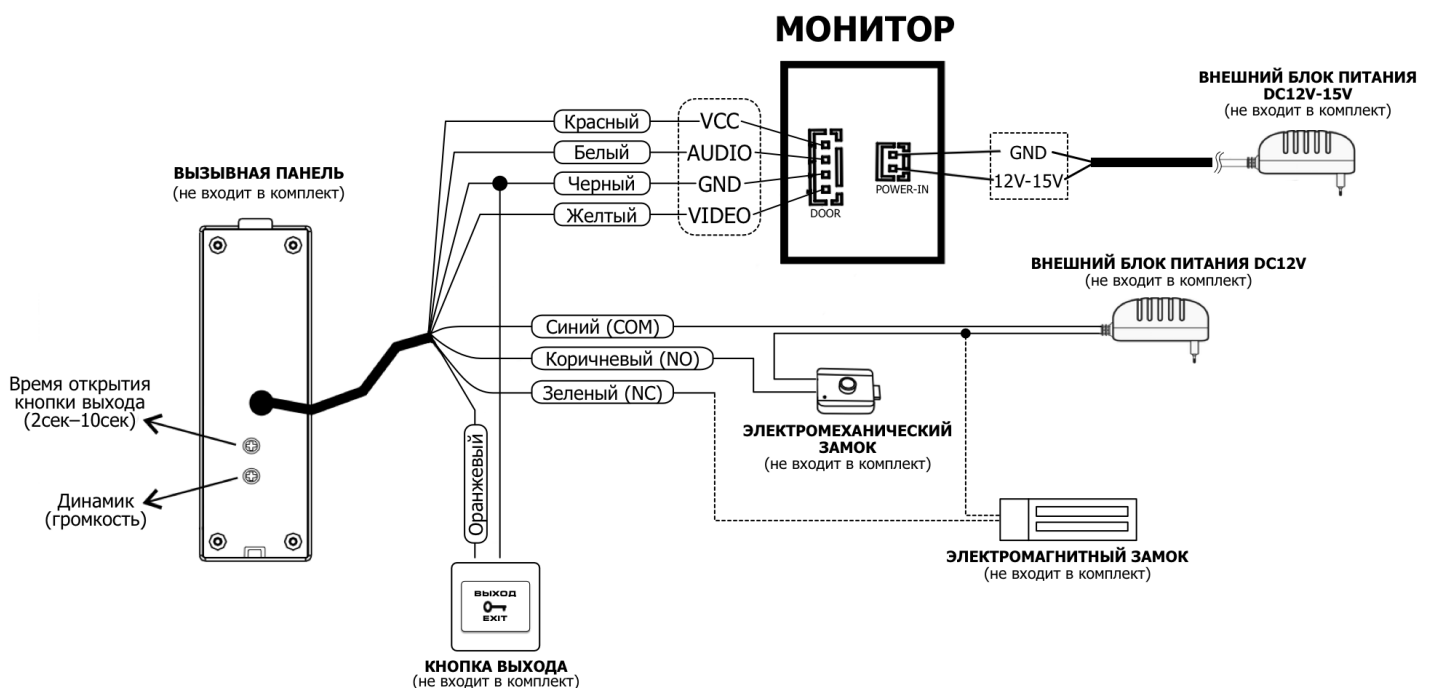 МОНИТОР
ВНЕШНИЙ БЛОК ПИТАНИЯ
DC12V-15V
(не входит в комплект)
Красный
VCC
Белый
AUDIO
Черный
GND
Желтый
VIDEO
DOOR
POWER-IN
GND
12V-15V
ВЫЗЫВНАЯ ПАНЕЛЬ
(не входит в комплект)
ВНЕШНИЙ БЛОК ПИТАНИЯ DC12V
(не входит в комплект)
Синий (COM)
Коричневый (NO)
Зеленый (NC)
Время открытия
кнопки выхода
(2сек–10сек)
Динамик
(громкость)
Оранжевый
ЭЛЕКТРОМЕХАНИЧЕСКИЙ
ЗАМОК
(не входит в комплект)
ЭЛЕКТРОМАГНИТНЫЙ ЗАМОК
(не входит в комплект)
ВЫХОД
EXIT
КНОПКА ВЫХОДА
(не входит в комплект)